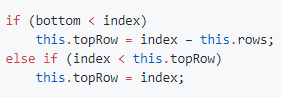 if (bottom < index)
    this.topRow = index - this.rows;
else if (index < this.topRow)
    this.topRow = index;